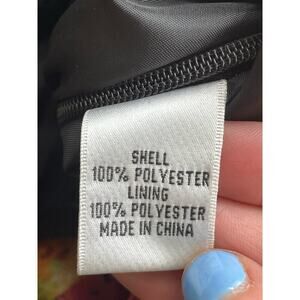 SHELL
100% POLYESTER
LINING
100% POLYESTER
MADE IN CHINA